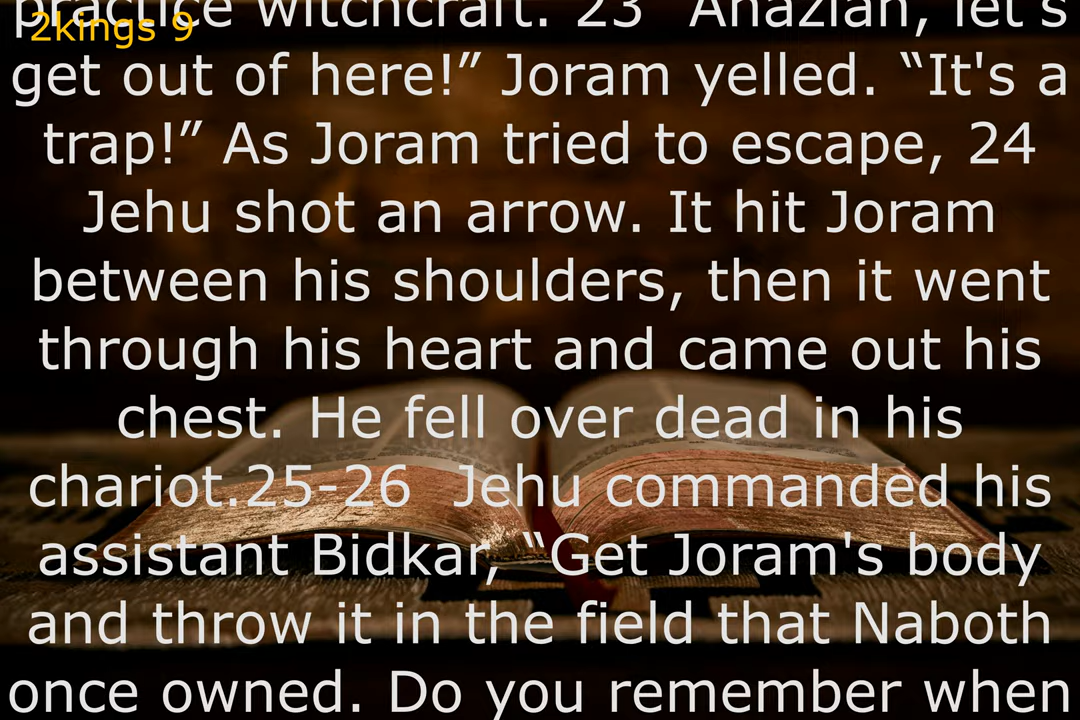 practice witchcraft. 23 “Ahaziah, let's
2kings 9
get out of here!” Joram yelled. “It's a
trap!” As Joram tried to escape, 24
Jehu shot an arrow. It hit Joram
between his shoulders, then it went
through his heart and came out his
chest. He fell over dead in his
chariot.25-26 Jehu commanded his
assistant Bidkar, “Get Joram's body
and throw it in the field that Naboth
once owned. Do you remember when